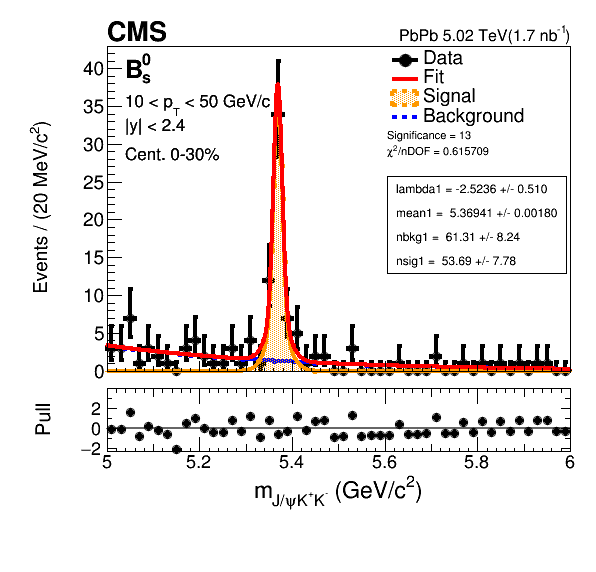 CMS PbPb 5.02 TeV(1.7 nb⁻¹)
B⁰ₛ
10 < p_T < 50 GeV/c
|y| < 2.4
Cent. 0-30%
Data
Fit
Signal
Background
Significance = 13
χ²/nDOF = 0.615709
lambda1 = -2.5236 +/- 0.510
mean1 = 5.36941 +/- 0.00180
nbkg1 = 61.31 +/- 8.24
nsig1 = 53.69 +/- 7.78
Events / (20 MeV/c²)
40
35
30
25
20
15
10
5
0
Pull
2
0
−2
5 5.2 5.4 5.6 5.8 6
m_{J/ψK⁺K⁻} (GeV/c²)